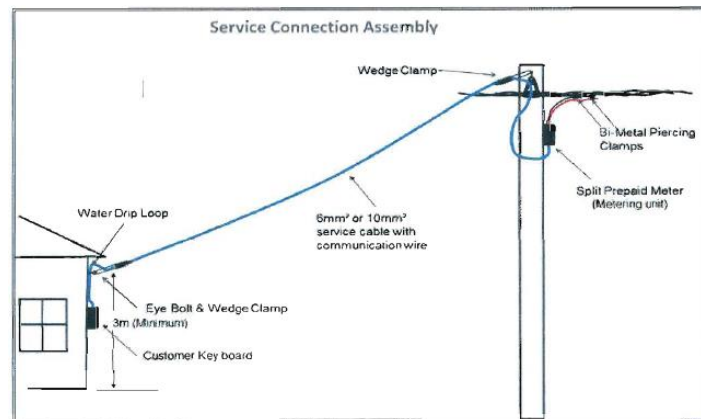 Service Connection Assembly
Wedge Clamp
Bi-Metal Piercing
Clamps
Split Prepaid Meter
(Metering unit)
Water Drip Loop
6mm² or 10mm²
service cable with
communication wire
Eye Bolt & Wedge Clamp
3m (Minimum)
Customer Key board